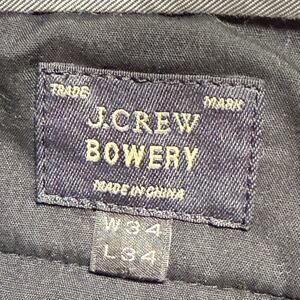 TRADE MARK
J.CREW
BOWERY
MADE IN CHINA
W34
L34